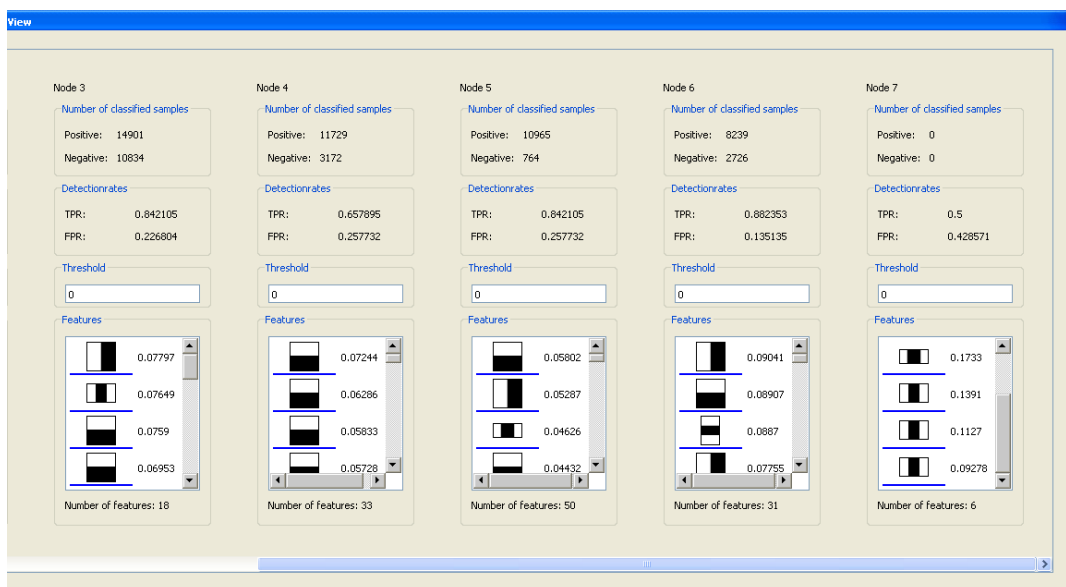 View
Node 3
Number of classified samples
Positive: 14901
Negative: 10834
Detectionrates
TPR: 0.842105
FPR: 0.226804
Threshold
0
Features
0.07797
0.07649
0.0759
0.06953
Number of features: 18
Node 4
Number of classified samples
Positive: 11729
Negative: 3172
Detectionrates
TPR: 0.657895
FPR: 0.257732
Threshold
0
Features
0.07244
0.06286
0.05833
0.05728
Number of features: 33
Node 5
Number of classified samples
Positive: 10965
Negative: 764
Detectionrates
TPR: 0.842105
FPR: 0.257732
Threshold
0
Features
0.05802
0.05287
0.04626
0.04432
Number of features: 50
Node 6
Number of classified samples
Positive: 8239
Negative: 2726
Detectionrates
TPR: 0.882353
FPR: 0.135135
Threshold
0
Features
0.09041
0.08907
0.0887
0.07755
Number of features: 31
Node 7
Number of classified samples
Positive: 0
Negative: 0
Detectionrates
TPR: 0.5
FPR: 0.428571
Threshold
0
Features
0.1733
0.1391
0.1127
0.09278
Number of features: 6